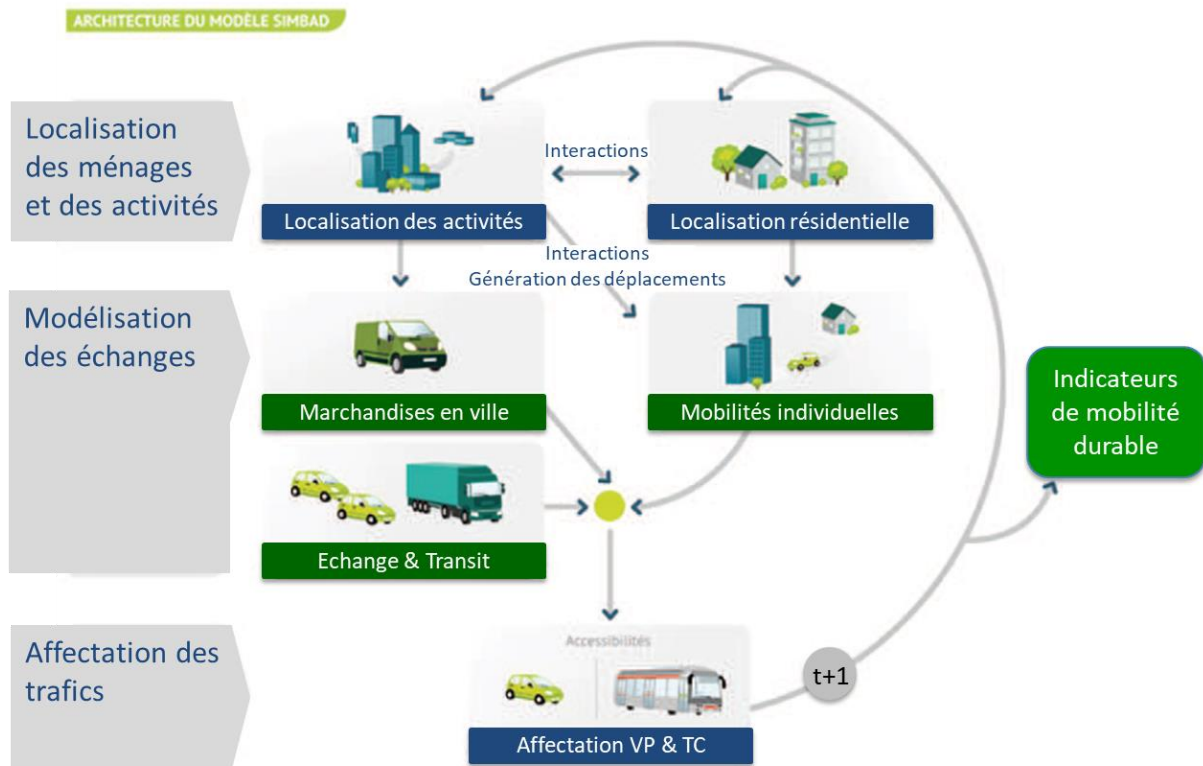 ARCHITECTURE DU MODÈLE SIMBAD
Localisation
des ménages
et des activités
Interactions
Localisation des activités
Localisation résidentielle
Interactions
Génération des déplacements
Modélisation
des échanges
Marchandises en ville
Mobilités individuelles
Indicateurs
de mobilité
durable
Echange & Transit
Affectation des
trafics
Accessibilités
t+1
Affectation VP & TC